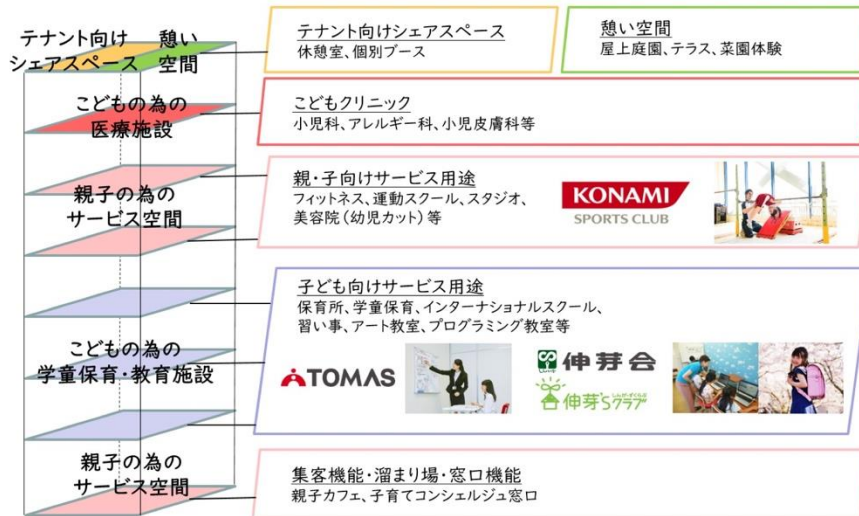 テナント向け
シェアスペース
憩い
空間
テナント向けシェアスペース
休憩室、個別ブース
憩い空間
屋上庭園、テラス、菜園体験
こどもの為の
医療施設
こどもクリニック
小児科、アレルギー科、小児皮膚科等
親子の為の
サービス空間
親・子向けサービス用途
フィットネス、運動スクール、スタジオ、
美容院(幼児カット)等
KONAMI
SPORTS CLUB
こどもの為の
学童保育・教育施設
子ども向けサービス用途
保育所、学童保育、インターナショナルスクール、
習い事、アート教室、プログラミング教室等
TOMAS
伸芽会
伸芽'Sクラブ
親子の為の
サービス空間
集客機能・溜まり場・窓口機能
親子カフェ、子育てコンシェルジュ窓口